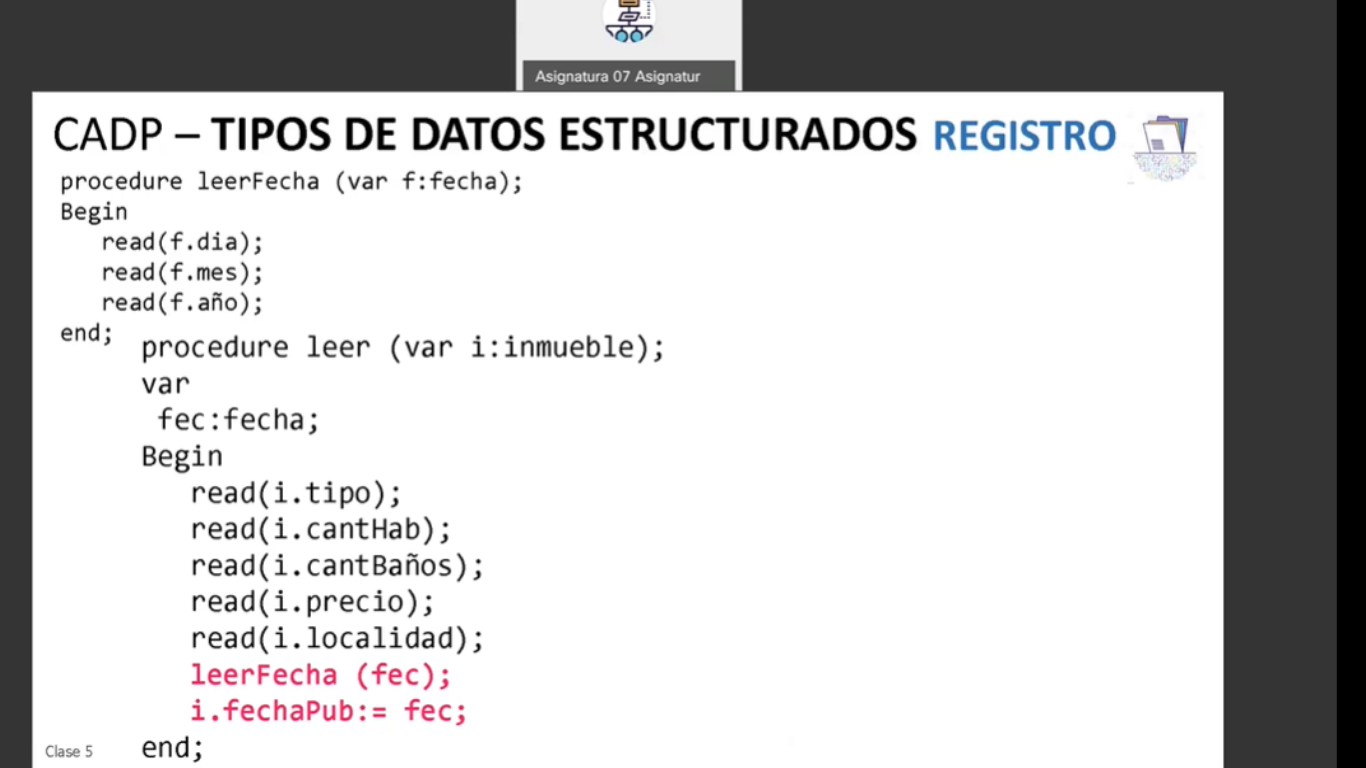 Asignatura 07 Asignatur
CADP – TIPOS DE DATOS ESTRUCTURADOS REGISTRO
procedure leerFecha (var f:fecha);
Begin
read(f.dia);
read(f.mes);
read(f.año);
end;
procedure leer (var i:inmueble);
var
fec:fecha;
Begin
read(i.tipo);
read(i.cantHab);
read(i.cantBaños);
read(i.precio);
read(i.localidad);
leerFecha (fec);
i.fechaPub:= fec;
end;
Clase 5